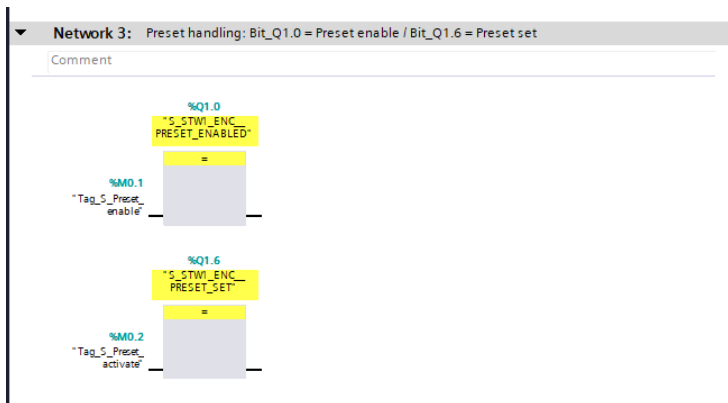 Network 3: Preset handling: Bit_Q1.0 = Preset enable / Bit_Q1.6 = Preset set
Comment
%Q1.0
"S_STW1_ENC_
PRESET_ENABLED"
=
%M0.1
"Tag_S_Preset_
enable"
%Q1.6
"S_STW1_ENC_
PRESET_SET"
=
%M0.2
"Tag_S_Preset_
activate"